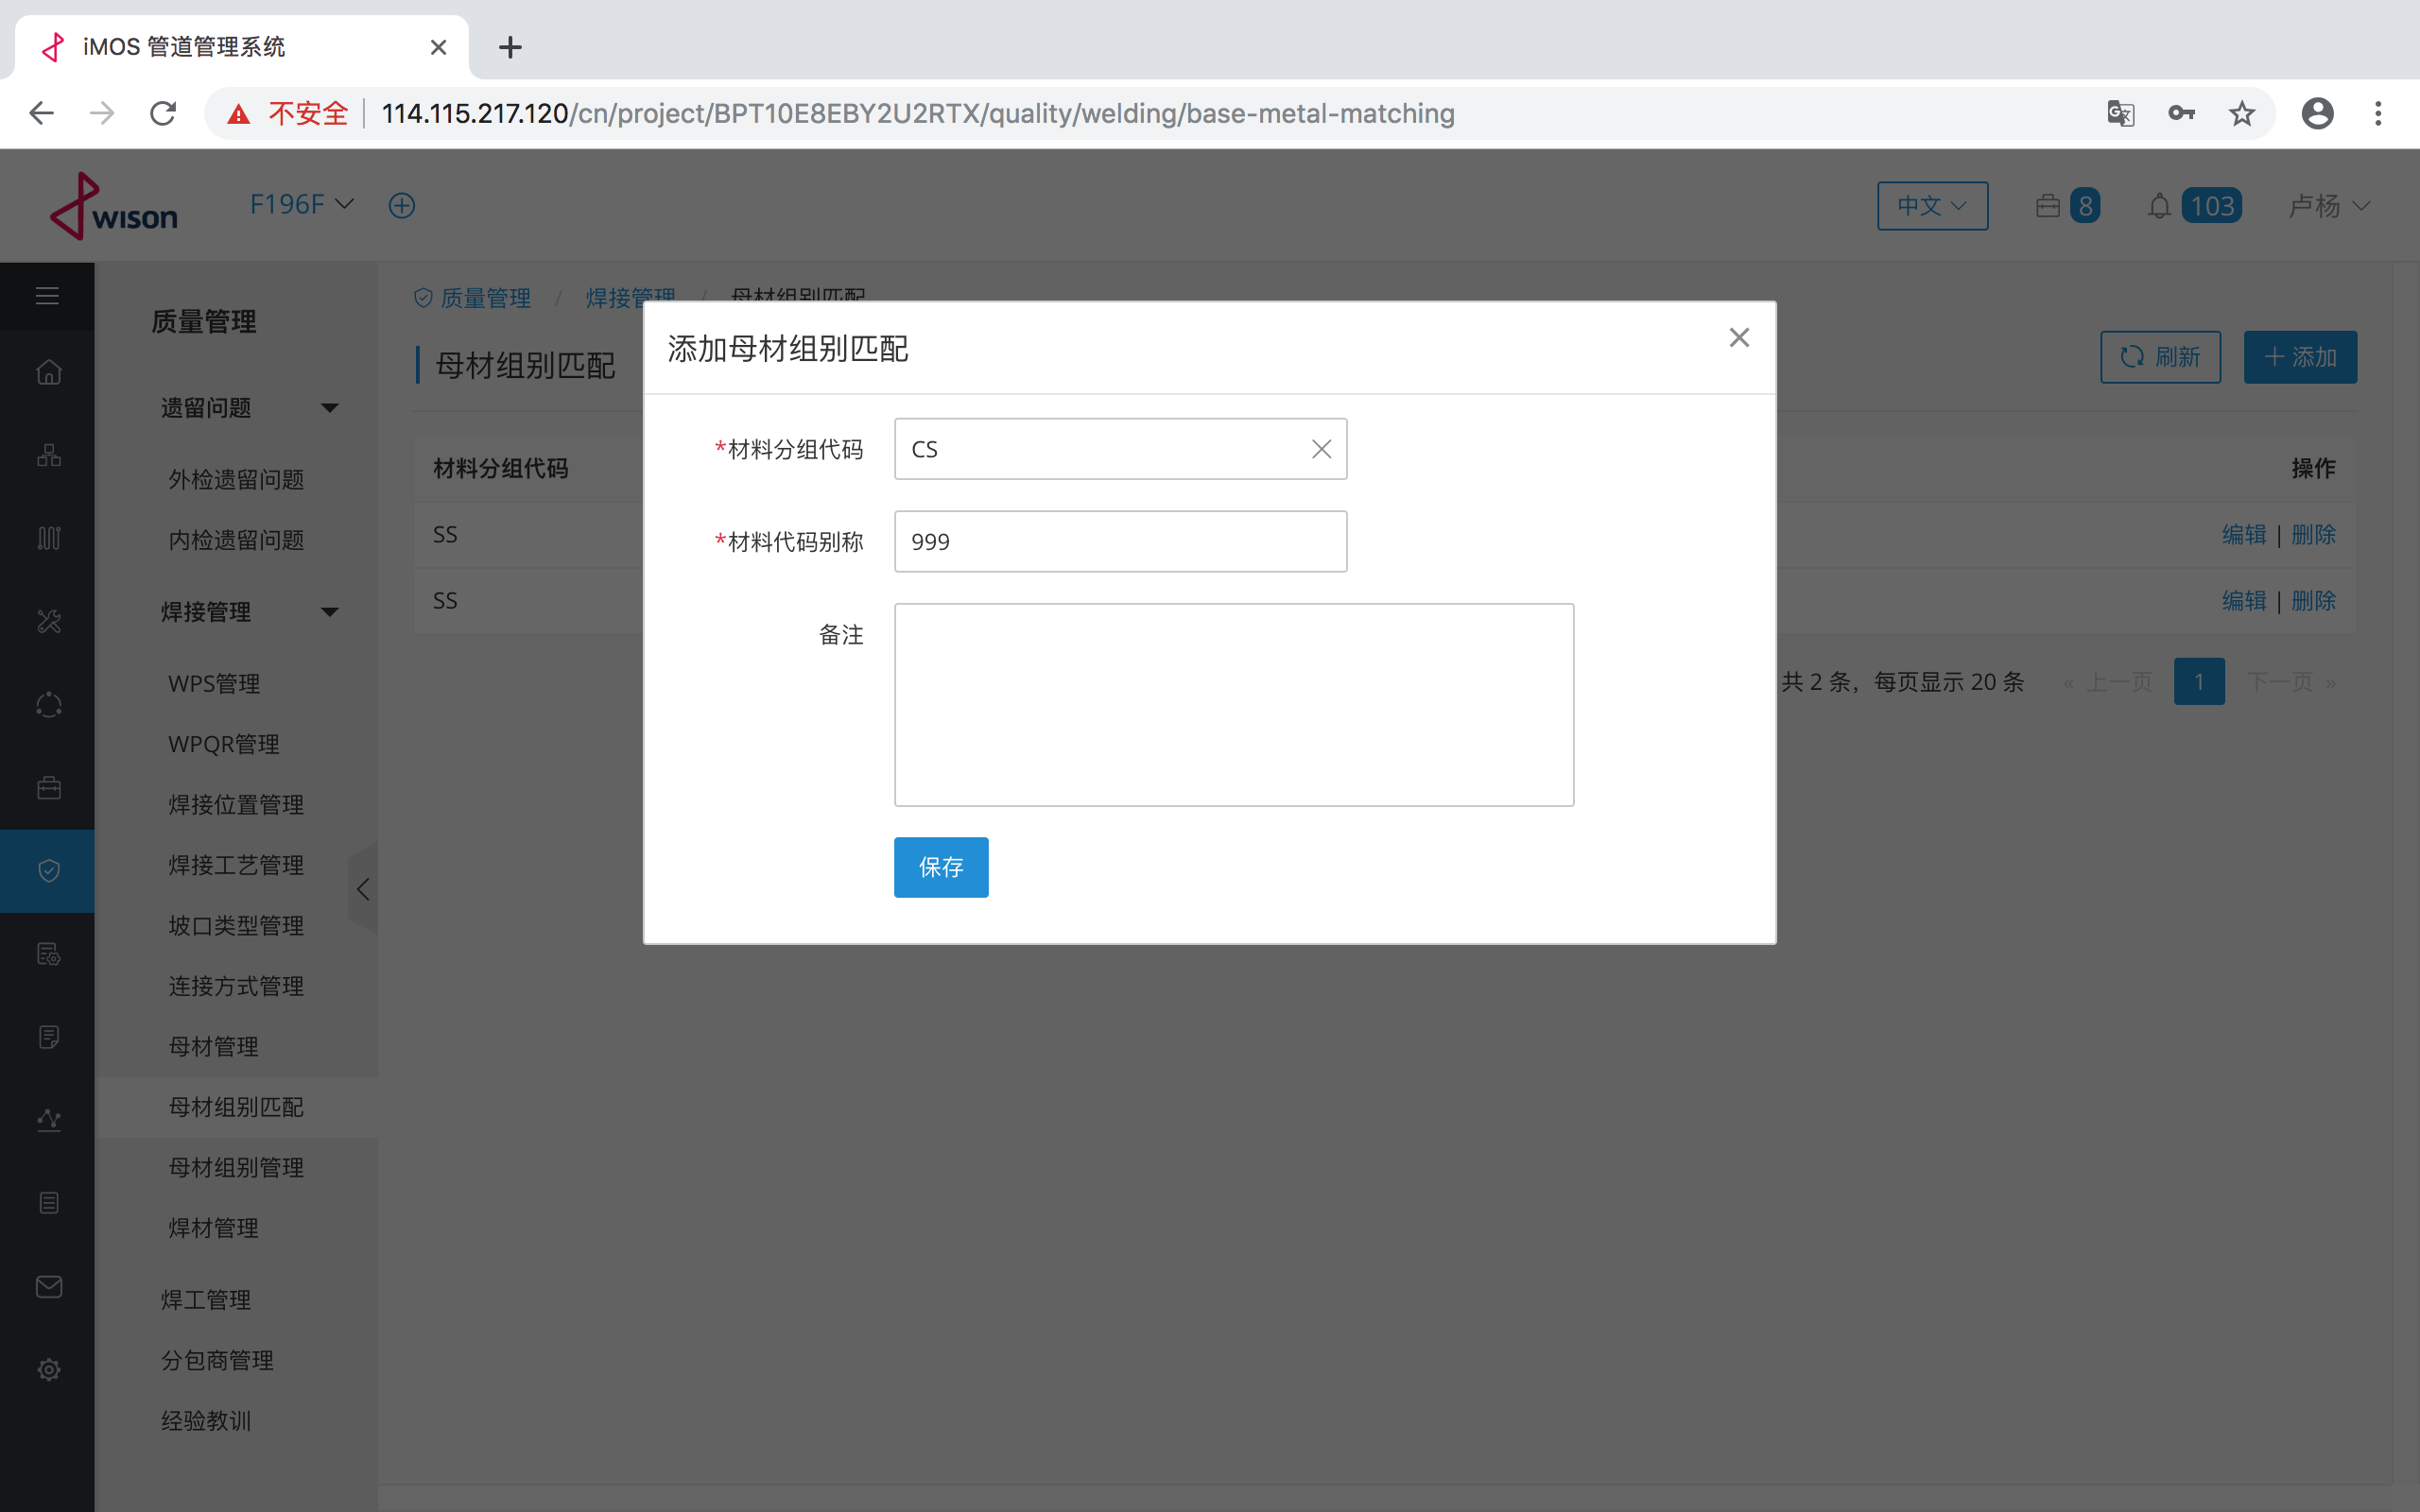 iMOS 管道管理系统
不安全 114.115.217.120/cn/project/BPT10E8EBY2U2RTX/quality/welding/base-metal-matching
wison F196F 中文 8 103 卢杨
质量管理
遗留问题
外检遗留问题
内检遗留问题
焊接管理
WPS管理
WPQR管理
焊接位置管理
焊接工艺管理
坡口类型管理
连接方式管理
母材管理
母材组别匹配
母材组别管理
焊材管理
焊工管理
分包商管理
经验教训
质量管理 / 焊接管理 / 母材组别匹配
母材组别匹配 刷新 添加
材料分组代码 操作
SS 编辑 | 删除
SS 编辑 | 删除
共 2 条，每页显示 20 条 « 上一页 1 下一页 »
添加母材组别匹配
*材料分组代码 CS
*材料代码别称 999
备注
保存